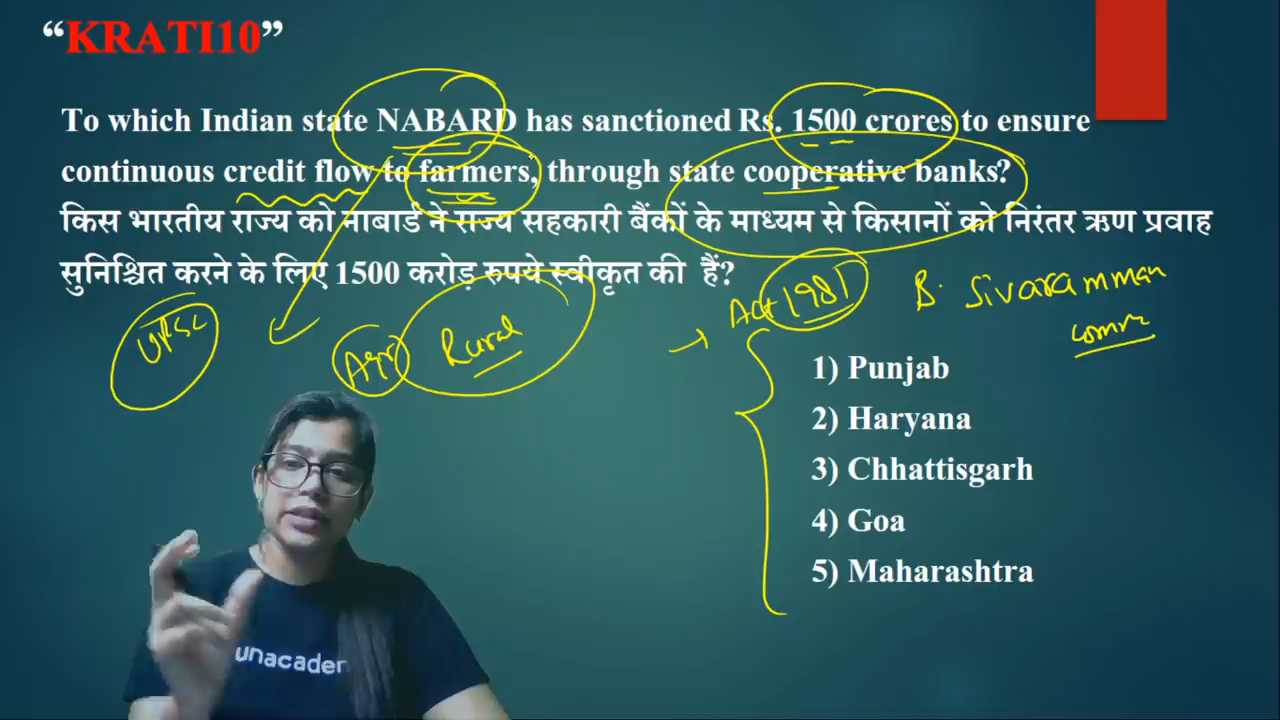 “KRATI10”
To which Indian state NABARD has sanctioned Rs. 1500 crores to ensure
continuous credit flow to farmers, through state cooperative banks?
किस भारतीय राज्य को नाबार्ड ने राज्य सहकारी बैंकों के माध्यम से किसानों को निरंतर ऋण प्रवाह
सुनिश्चित करने के लिए 1500 करोड़ रुपये स्वीकृत की हैं?
Act 1981
B. Sivaramman
UPSC
Agr
Rural
1) Punjab
2) Haryana
3) Chhattisgarh
4) Goa
5) Maharashtra
unacadem